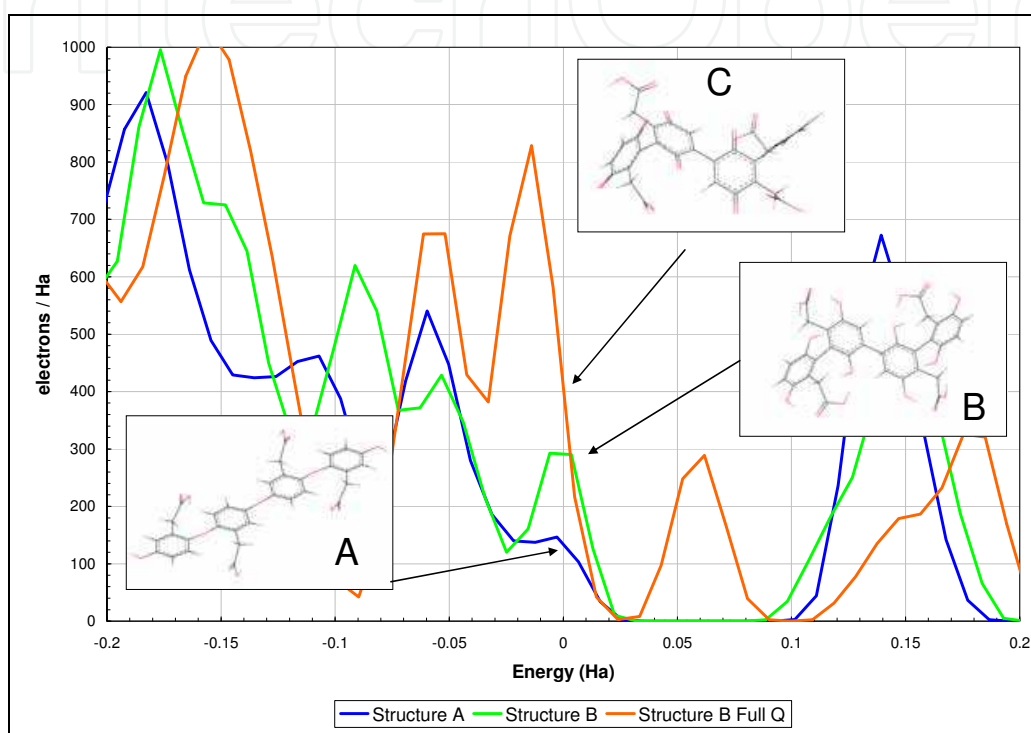 electrons / Ha
1000
900
800
700
600
500
400
300
200
100
0
C
B
A
-0.2 -0.15 -0.1 -0.05 0 0.05 0.1 0.15 0.2
Energy (Ha)
Structure A Structure B Structure B Full Q